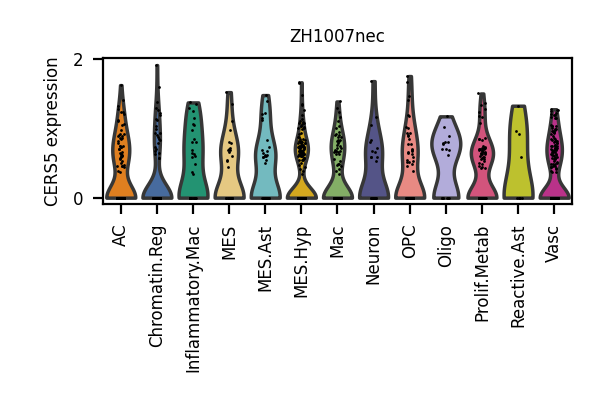 ZH1007nec
CERS5 expression
2
0
AC
Chromatin.Reg
Inflammatory.Mac
MES
MES.Ast
MES.Hyp
Mac
Neuron
OPC
Oligo
Prolif.Metab
Reactive.Ast
Vasc